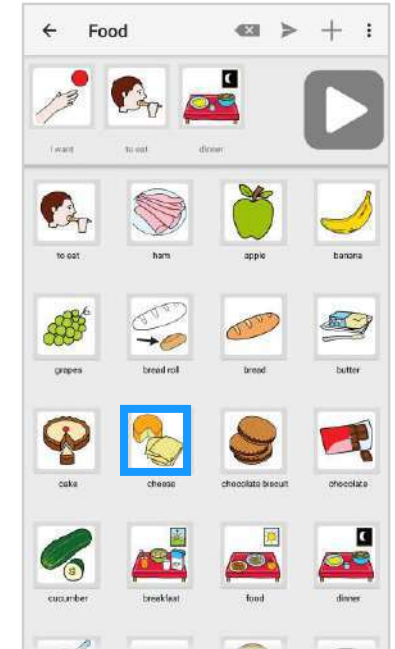 Food
I want to eat dinner
to eat ham apple banana
grapes bread roll bread butter
cake cheese chocolate biscuit chocolate
cucumber breakfast food dinner